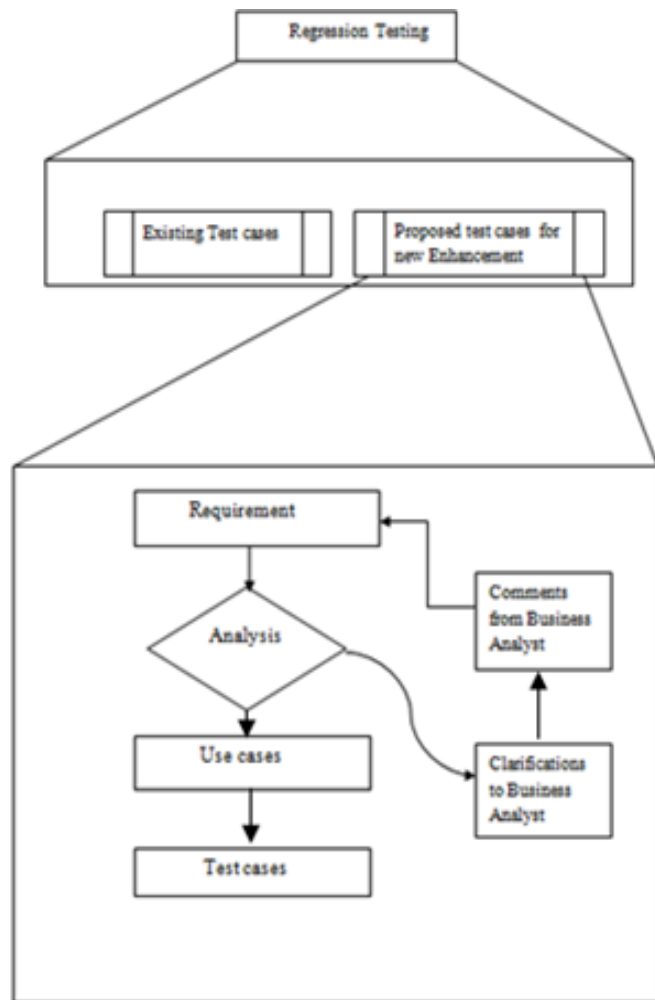 Regression Testing
Existing Test cases
Proposed test cases for
new Enhancement
Requirement
Analysis
Comments
from Business
Analyst
Use cases
Clarifications
to Business
Analyst
Test cases